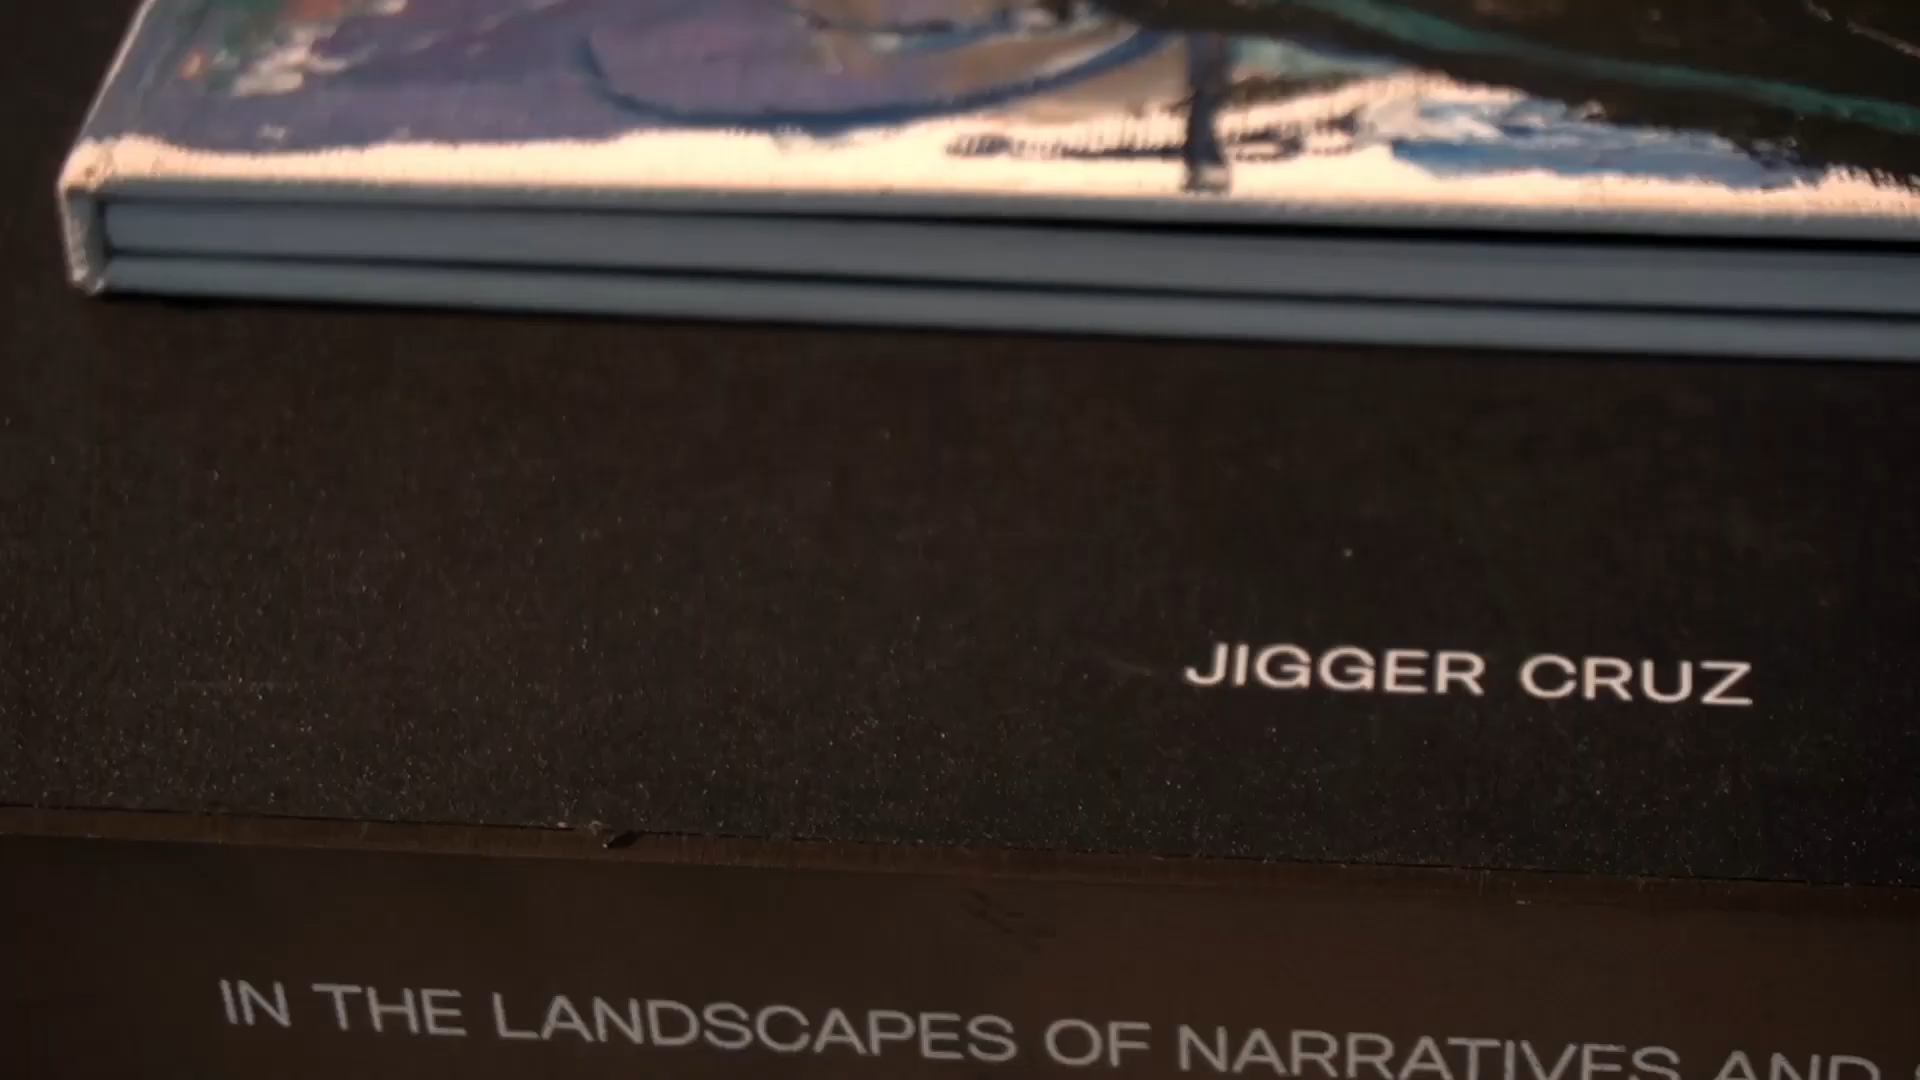 JIGGER CRUZ
IN THE LANDSCAPES OF NARRATIVES AND